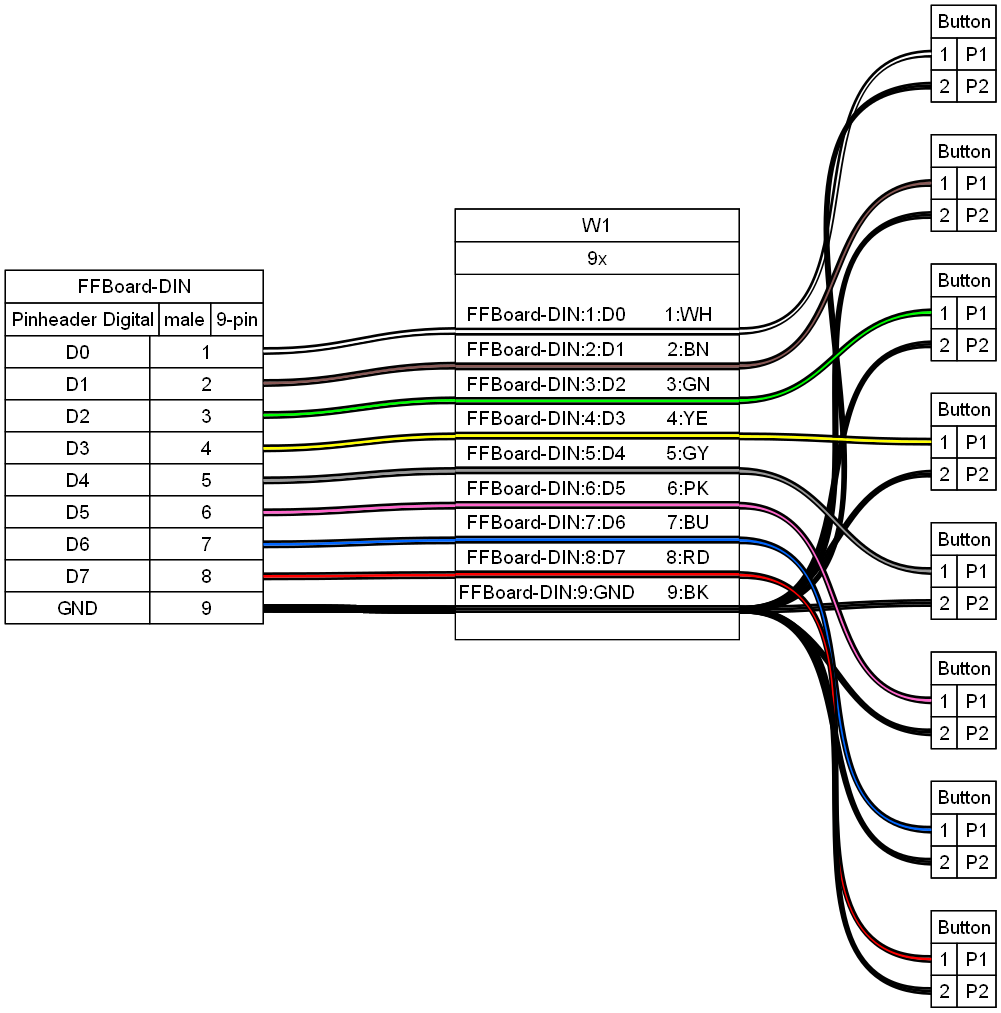 FFBoard-DIN
Pinheader Digital male 9-pin
D0 1
D1 2
D2 3
D3 4
D4 5
D5 6
D6 7
D7 8
GND 9
W1
9x
FFBoard-DIN:1:D0 1:WH
FFBoard-DIN:2:D1 2:BN
FFBoard-DIN:3:D2 3:GN
FFBoard-DIN:4:D3 4:YE
FFBoard-DIN:5:D4 5:GY
FFBoard-DIN:6:D5 6:PK
FFBoard-DIN:7:D6 7:BU
FFBoard-DIN:8:D7 8:RD
FFBoard-DIN:9:GND 9:BK
Button
1 P1
2 P2
Button
1 P1
2 P2
Button
1 P1
2 P2
Button
1 P1
2 P2
Button
1 P1
2 P2
Button
1 P1
2 P2
Button
1 P1
2 P2
Button
1 P1
2 P2